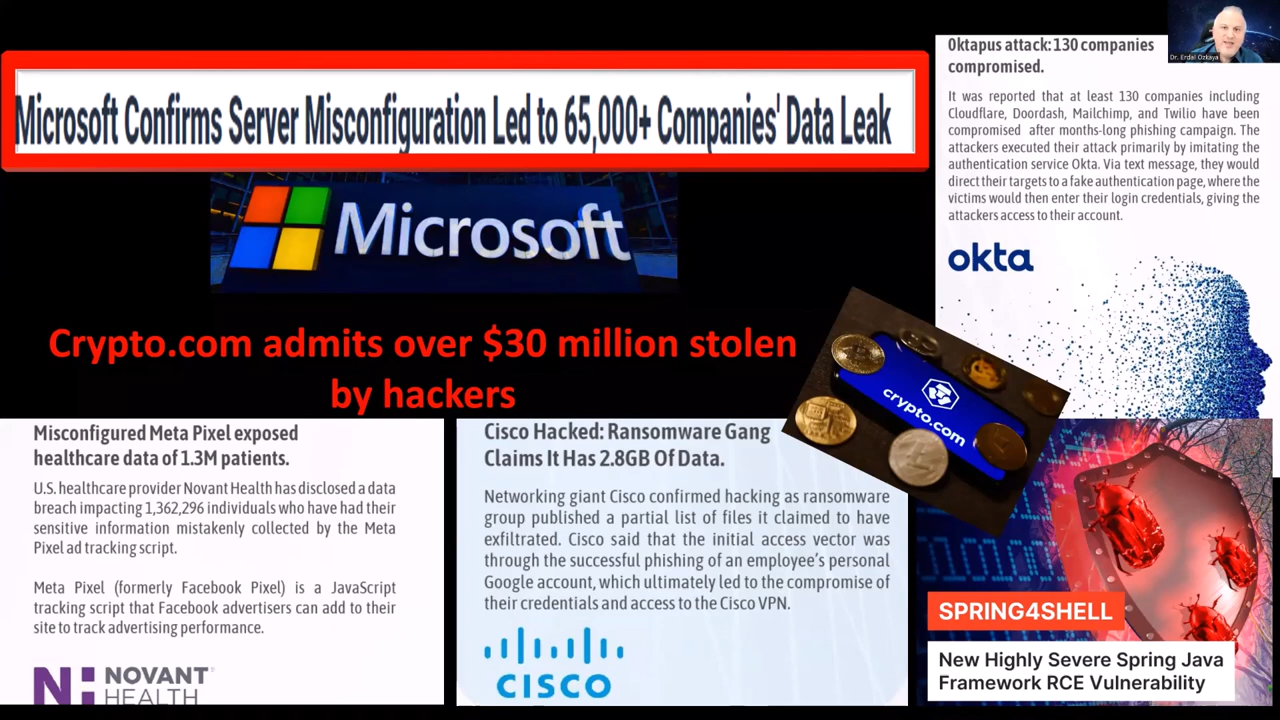 Microsoft Confirms Server Misconfiguration Led to 65,000+ Companies' Data Leak
Microsoft
Crypto.com admits over $30 million stolen
by hackers
0ktapus attack: 130 companies
compromised.
It was reported that at least 130 companies including
Cloudflare, Doordash, Mailchimp, and Twilio have been
compromised after months-long phishing campaign. The
attackers executed their attack primarily by imitating the
authentication service Okta. Via text message, they would
direct their targets to a fake authentication page, where the
victims would then enter their login credentials, giving the
attackers access to their account.
okta
Dr. Erdal Ozkaya
crypto.com
Misconfigured Meta Pixel exposed
healthcare data of 1.3M patients.
U.S. healthcare provider Novant Health has disclosed a data
breach impacting 1,362,296 individuals who have had their
sensitive information mistakenly collected by the Meta
Pixel ad tracking script.
Meta Pixel (formerly Facebook Pixel) is a JavaScript
tracking script that Facebook advertisers can add to their
site to track advertising performance.
NOVANT
HEALTH
Cisco Hacked: Ransomware Gang
Claims It Has 2.8GB Of Data.
Networking giant Cisco confirmed hacking as ransomware
group published a partial list of files it claimed to have
exfiltrated. Cisco said that the initial access vector was
through the successful phishing of an employee's personal
Google account, which ultimately led to the compromise of
their credentials and access to the Cisco VPN.
CISCO
SPRING4SHELL
New Highly Severe Spring Java
Framework RCE Vulnerability